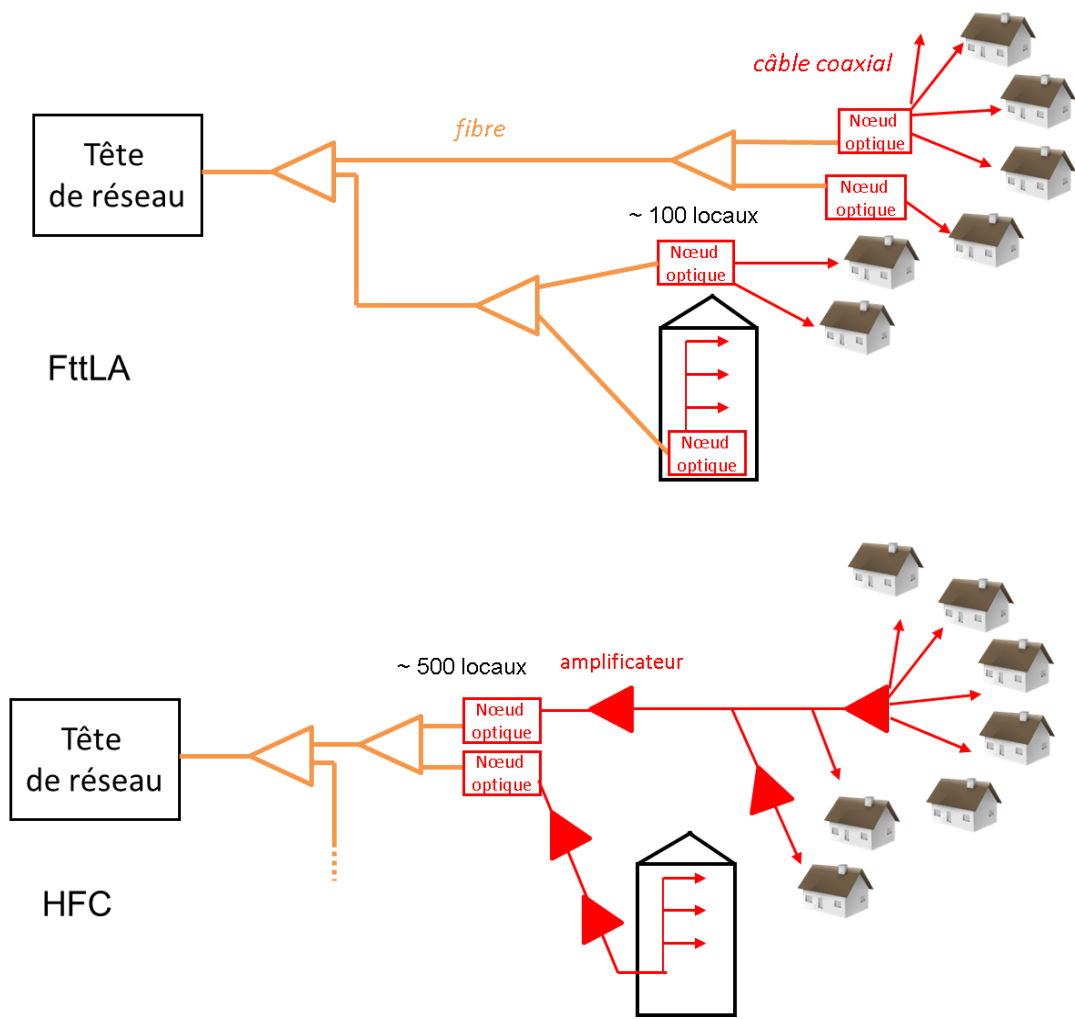 câble coaxial
fibre
Nœud
optique
Tête
de réseau
Nœud
optique
~ 100 locaux
Nœud
optique
FttLA
Nœud
optique
~ 500 locaux
amplificateur
Nœud
optique
Tête
de réseau
Nœud
optique
HFC